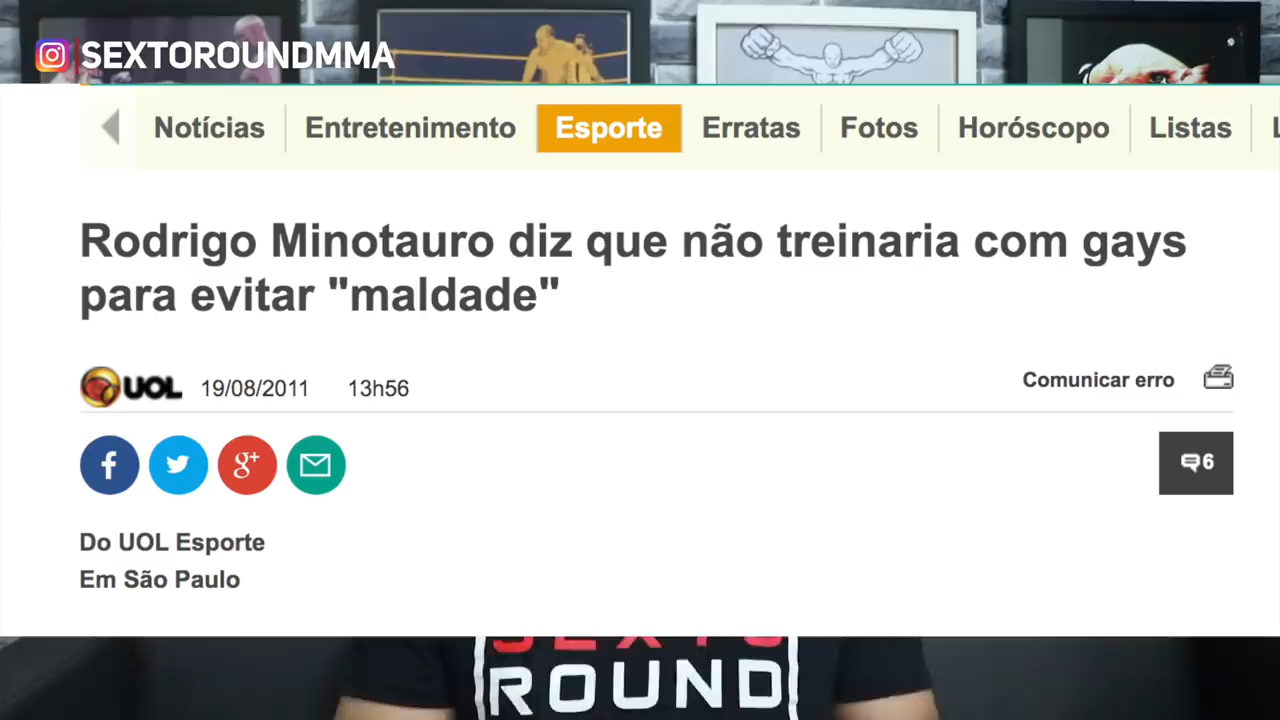 SEXTOROUNDMMA
Notícias
Entretenimento
Esporte
Erratas
Fotos
Horóscopo
Listas
Rodrigo Minotauro diz que não treinaria com gays
para evitar "maldade"
UOL 19/08/2011 13h56
Comunicar erro
f
g+
6
Do UOL Esporte
Em São Paulo
SEXTO
ROUND